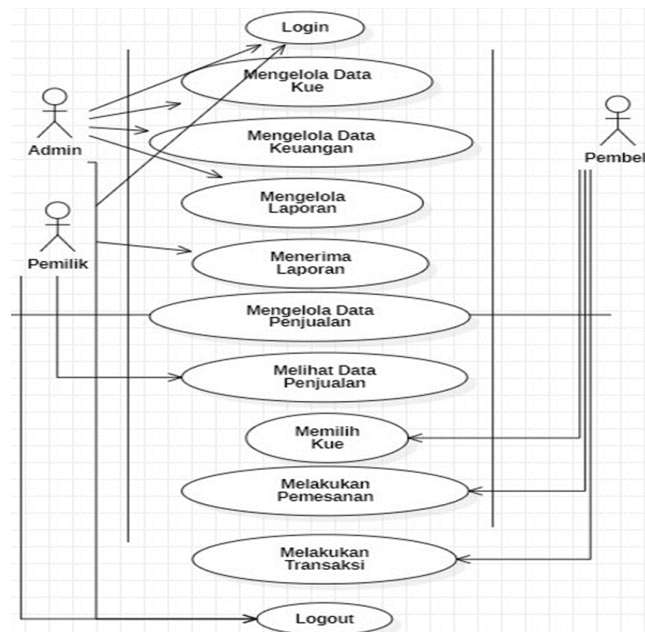 Login
Mengelola Data
Kue
Admin
Mengelola Data
Keuangan
Pembel
Mengelola
Laporan
Pemilik
Menerima
Laporan
Mengelola Data
Penjualan
Melihat Data
Penjualan
Memilih
Kue
Melakukan
Pemesanan
Melakukan
Transaksi
Logout